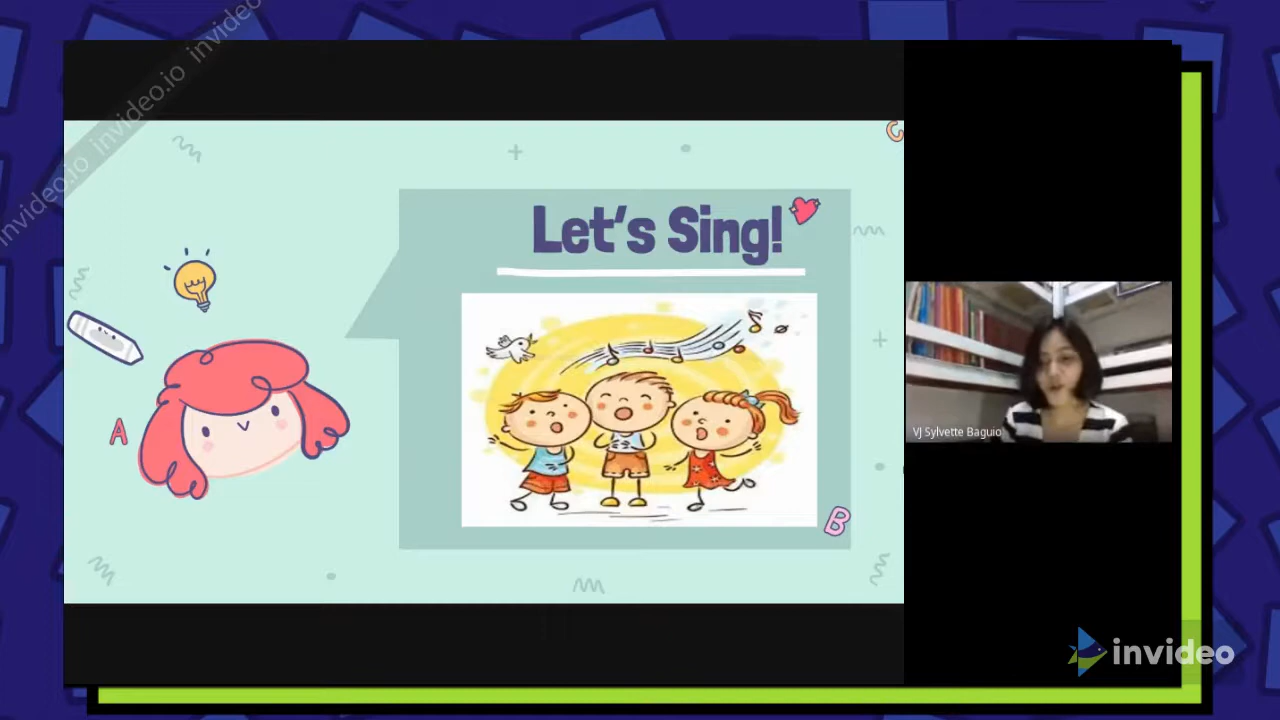 invideo.io invideo.io invideo
Let's Sing!
A
B
C
VJ Sylvette Baguio
invideo